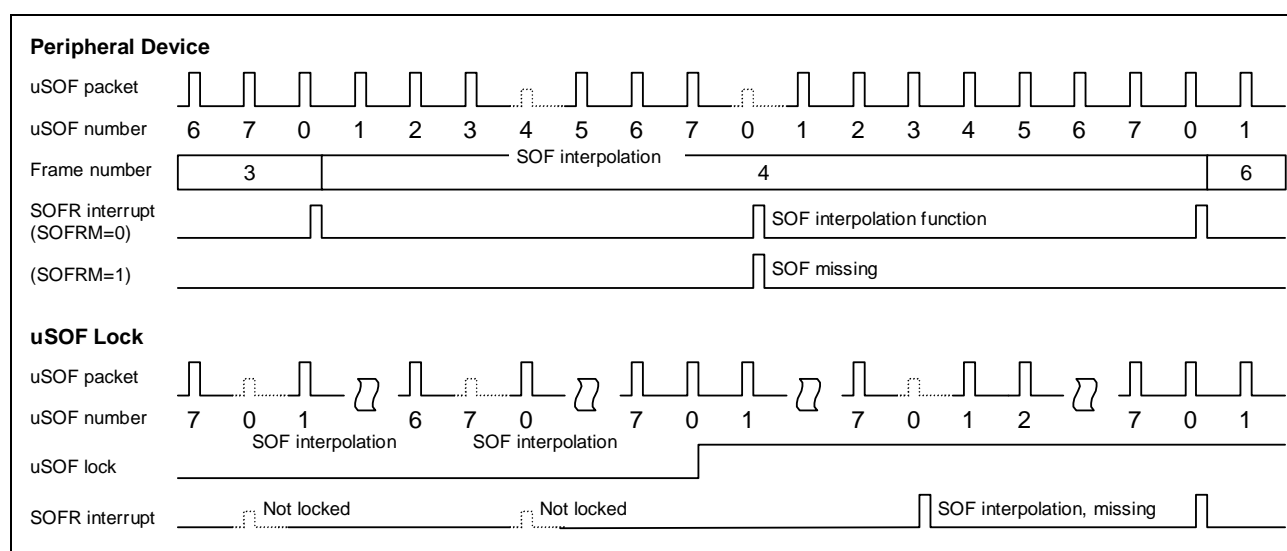 Peripheral Device
uSOF packet
uSOF number 6 7 0 1 2 3 4 5 6 7 0 1 2 3 4 5 6 7 0 1
SOF interpolation
Frame number 3 4 6
SOFR interrupt
(SOFRM=0)
SOF interpolation function
(SOFRM=1) SOF missing
uSOF Lock
uSOF packet
uSOF number 7 0 1 6 7 0 7 0 1 7 0 1 2 7 0 1
SOF interpolation SOF interpolation
uSOF lock
SOFR interrupt Not locked Not locked SOF interpolation, missing